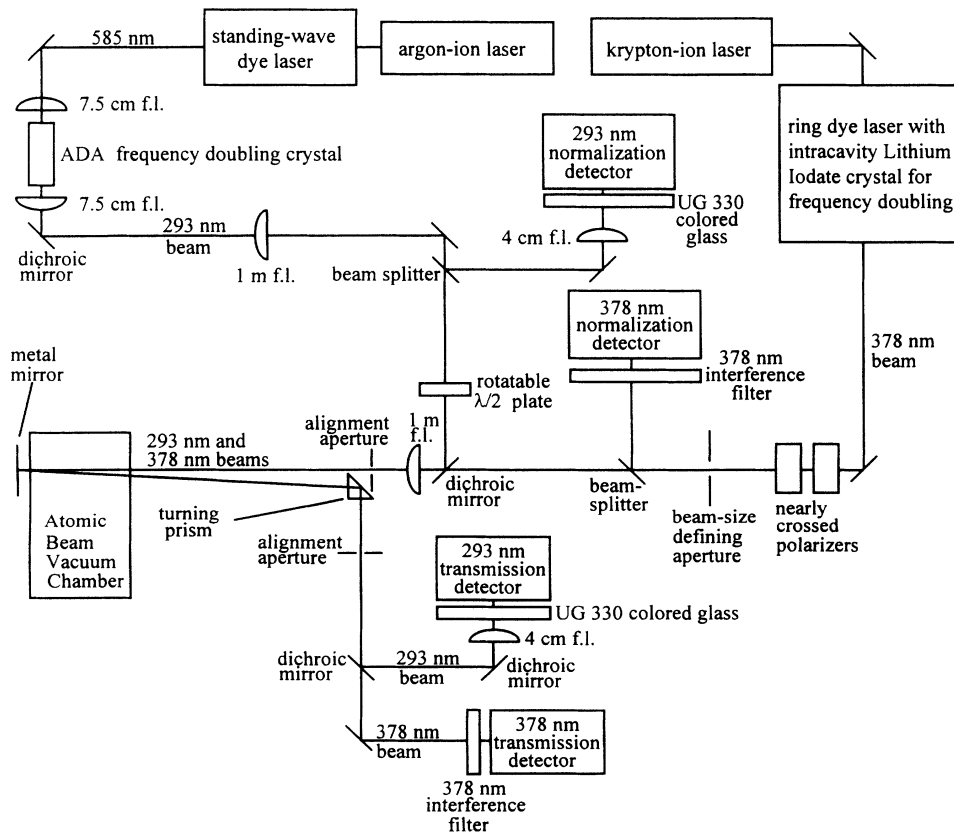 585 nm
standing-wave
dye laser
argon-ion laser
krypton-ion laser
7.5 cm f.l.
ADA frequency doubling crystal
7.5 cm f.l.
293 nm
beam
dichroic
mirror
1 m f.l.
beam splitter
293 nm
normalization
detector
UG 330
colored
glass
4 cm f.l.
ring dye laser with
intracavity Lithium
Iodate crystal for
frequency doubling
378 nm
normalization
detector
378 nm
interference
filter
378 nm
beam
metal
mirror
rotatable
λ/2 plate
1 m
f.l.
alignment
aperture
293 nm and
378 nm beams
dichroic
mirror
beam-
splitter
beam-size
defining
aperture
nearly
crossed
polarizers
turning
prism
Atomic
Beam
Vacuum
Chamber
alignment
aperture
293 nm
transmission
detector
UG 330 colored glass
4 cm f.l.
dichroic
mirror
293 nm
beam
dichroic
mirror
378 nm
beam
378 nm
transmission
detector
378 nm
interference
filter